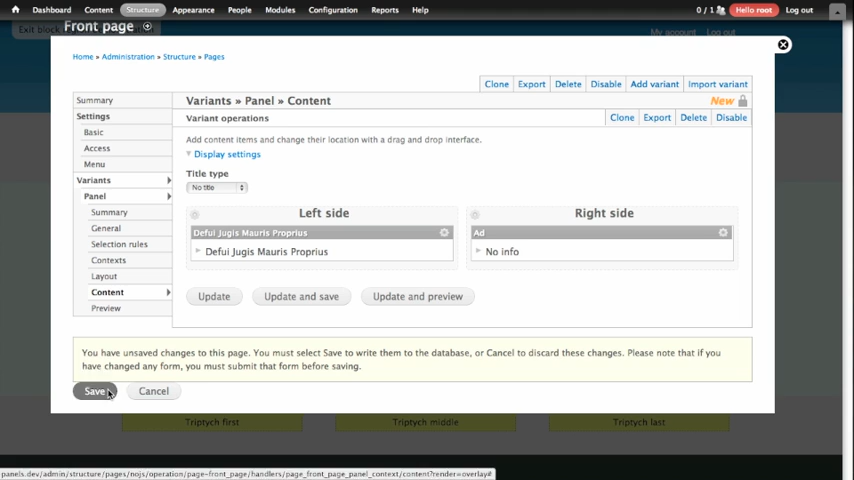 Dashboard Content Structure Appearance People Modules Configuration Reports Help 0 / 1 Hello root Log out
Exit block
Front page
My account Log out
Home » Administration » Structure » Pages
Clone Export Delete Disable Add variant Import variant
Summary
Variants » Panel » Content
New
Settings
Variant operations
Clone Export Delete Disable
Basic
Add content items and change their location with a drag and drop interface.
Access
Display settings
Menu
Title type
Variants
No title
Panel
Summary
Left side
Right side
General
Defui Jugis Mauris Proprius
Ad
Selection rules
Defui Jugis Mauris Proprius
No info
Contexts
Layout
Content
Update
Update and save
Update and preview
Preview
You have unsaved changes to this page. You must select Save to write them to the database, or Cancel to discard these changes. Please note that if you
have changed any form, you must submit that form before saving.
Save
Cancel
Triptych first
Triptych middle
Triptych last
panels.dev/admin/structure/pages/nojs/operation/page-front_page/handlers/page_front_page_panel_context/content?render=overlay#